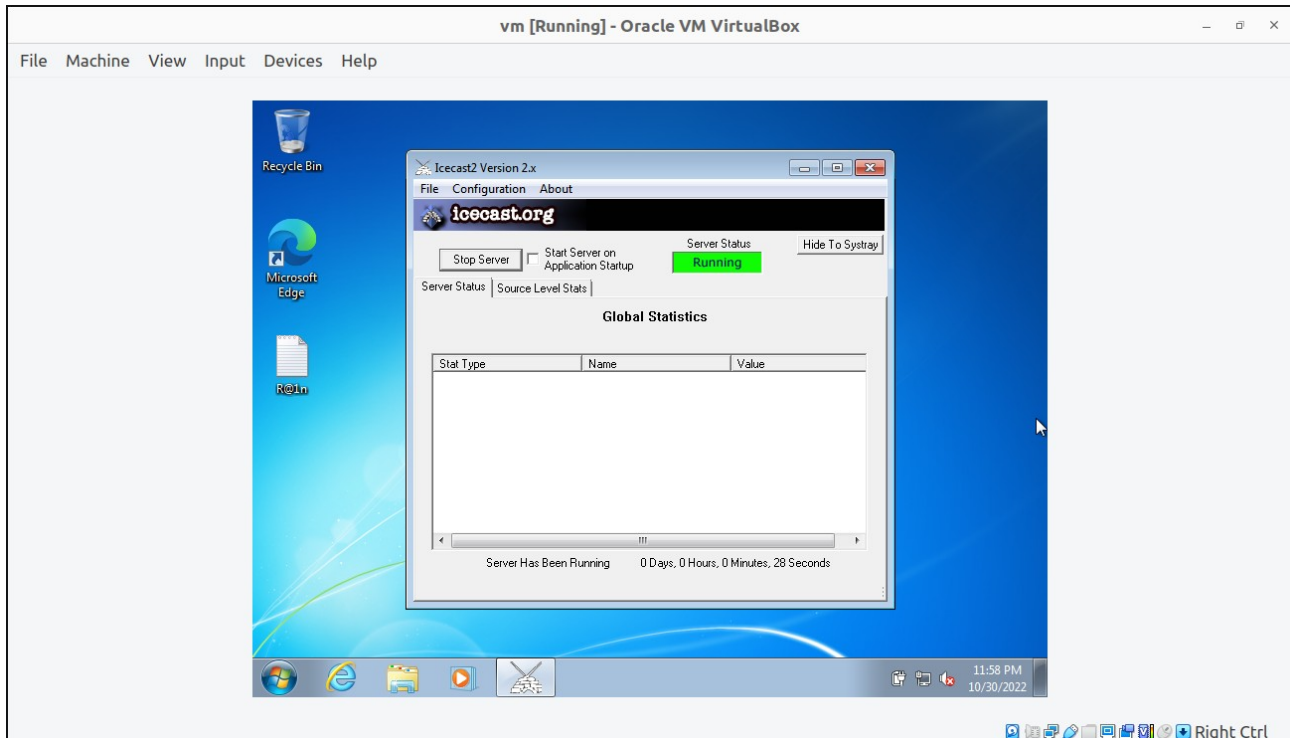 vm [Running] - Oracle VM VirtualBox
File Machine View Input Devices Help
Recycle Bin
Microsoft
Edge
R@1n
Icecast2 Version 2.x
File Configuration About
icecast.org
Stop Server
Start Server on
Application Startup
Server Status
Running
Hide To Systray
Server Status Source Level Stats
Global Statistics
Stat Type Name Value
Server Has Been Running 0 Days, 0 Hours, 0 Minutes, 28 Seconds
11:58 PM
10/30/2022
Right Ctrl